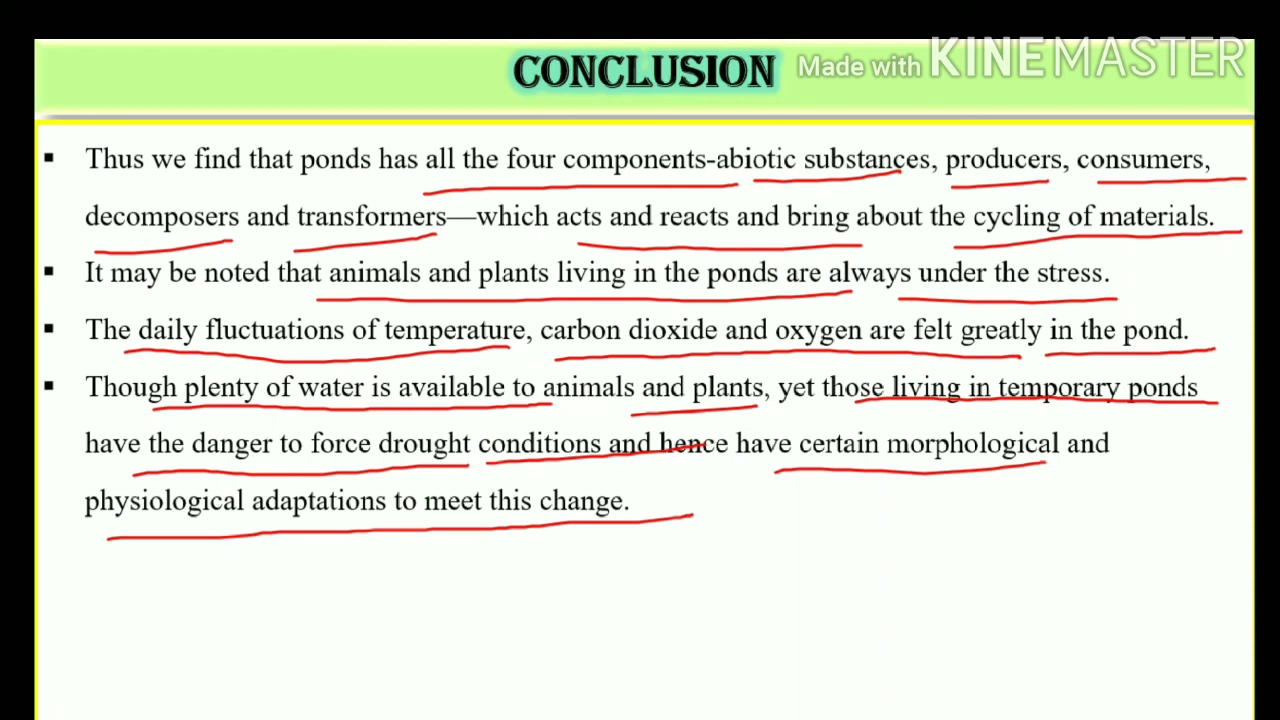 CONCLUSION
Made with KINEMASTER
▪ Thus we find that ponds has all the four components-abiotic substances, producers, consumers,
decomposers and transformers—which acts and reacts and bring about the cycling of materials.
▪ It may be noted that animals and plants living in the ponds are always under the stress.
▪ The daily fluctuations of temperature, carbon dioxide and oxygen are felt greatly in the pond.
▪ Though plenty of water is available to animals and plants, yet those living in temporary ponds
have the danger to force drought conditions and hence have certain morphological and
physiological adaptations to meet this change.